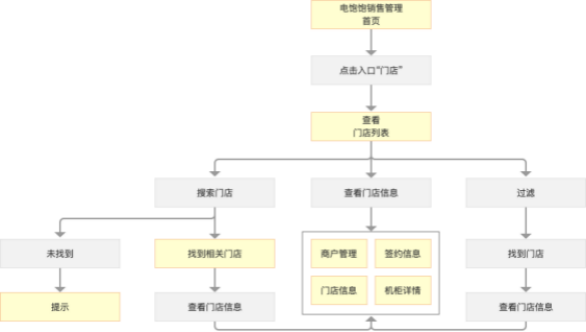 电饱饱销售管理
首页
点击入口“门店”
查看
门店列表
搜索门店
查看门店信息
过滤
未找到
找到相关门店
商户管理
签约信息
找到门店
提示
查看门店信息
门店信息
机柜详情
查看门店信息